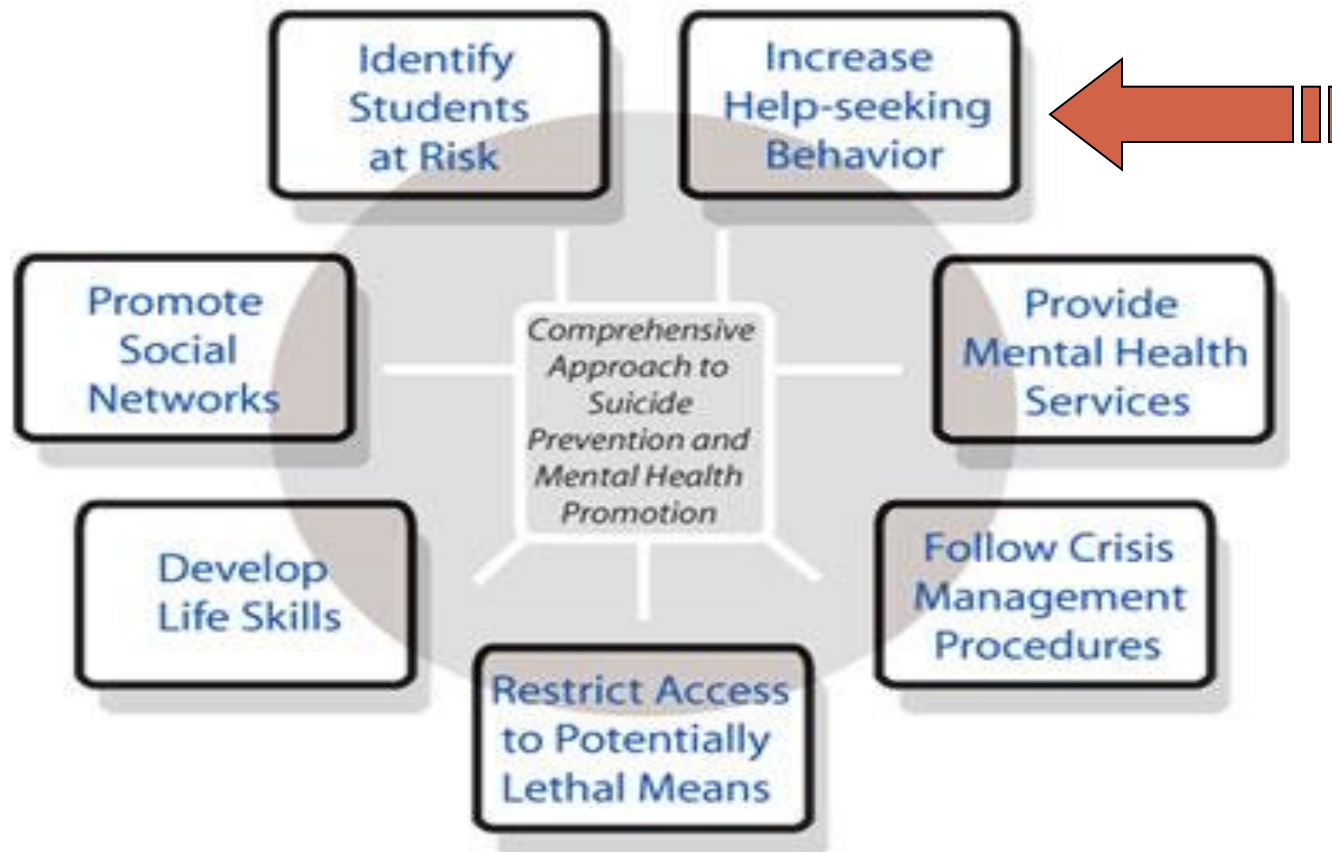 Identify
Students
at Risk
Increase
Help-seeking
Behavior
Promote
Social
Networks
Comprehensive
Approach to
Suicide
Prevention and
Mental Health
Promotion
Provide
Mental Health
Services
Develop
Life Skills
Follow Crisis
Management
Procedures
Restrict Access
to Potentially
Lethal Means